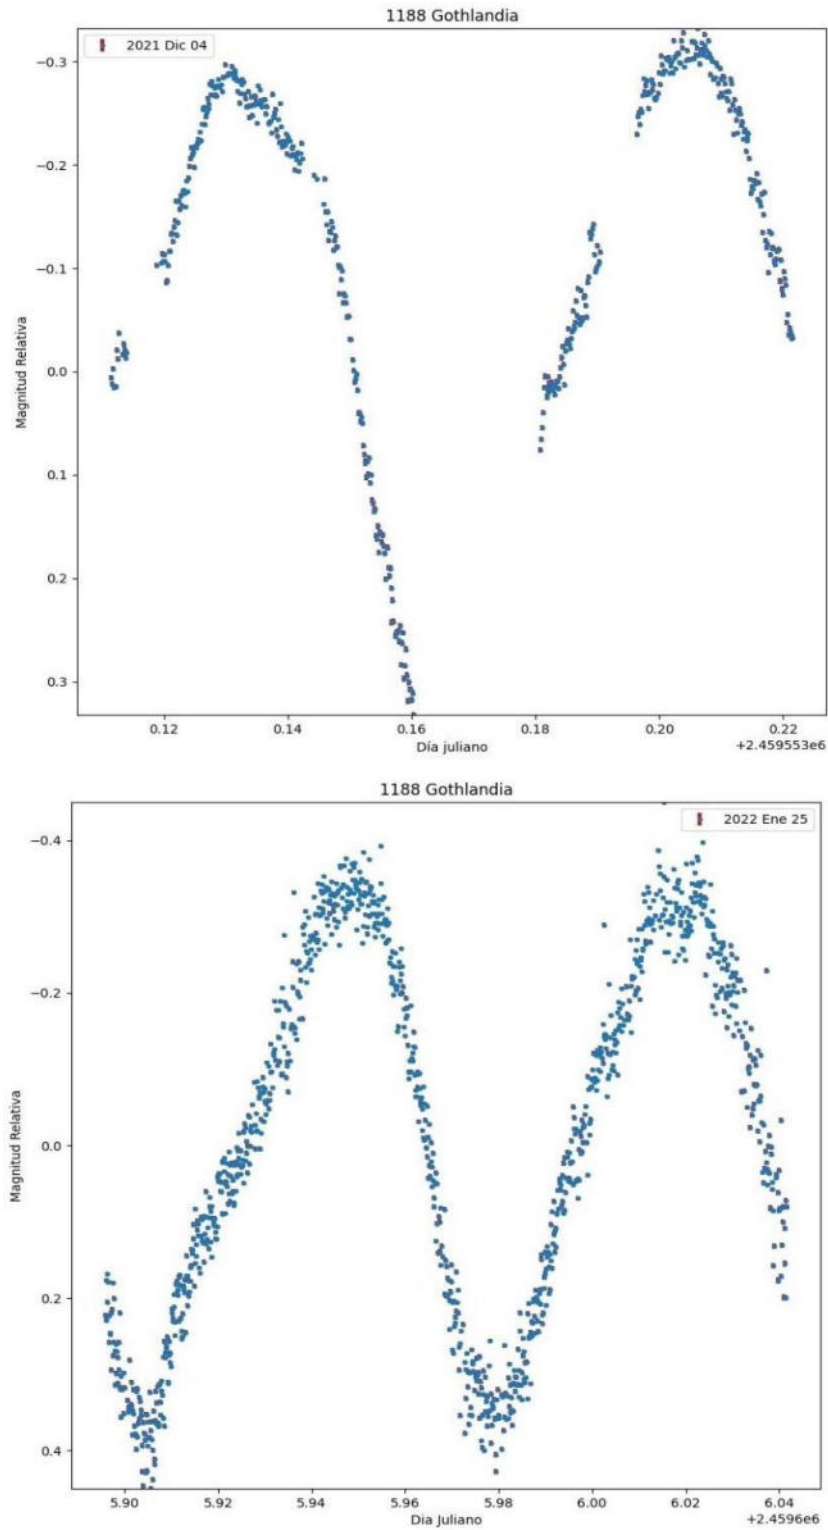 1188 Gothlandia
2021 Dic 04
−0.3
−0.2
−0.1
0.0
0.1
0.2
0.3
Magnitud Relativa
0.12 0.14 0.16 0.18 0.20 0.22
Día juliano
+2.459553e6
1188 Gothlandia
2022 Ene 25
−0.4
−0.2
0.0
0.2
0.4
Magnitud Relativa
5.90 5.92 5.94 5.96 5.98 6.00 6.02 6.04
Dia Juliano
+2.4596e6